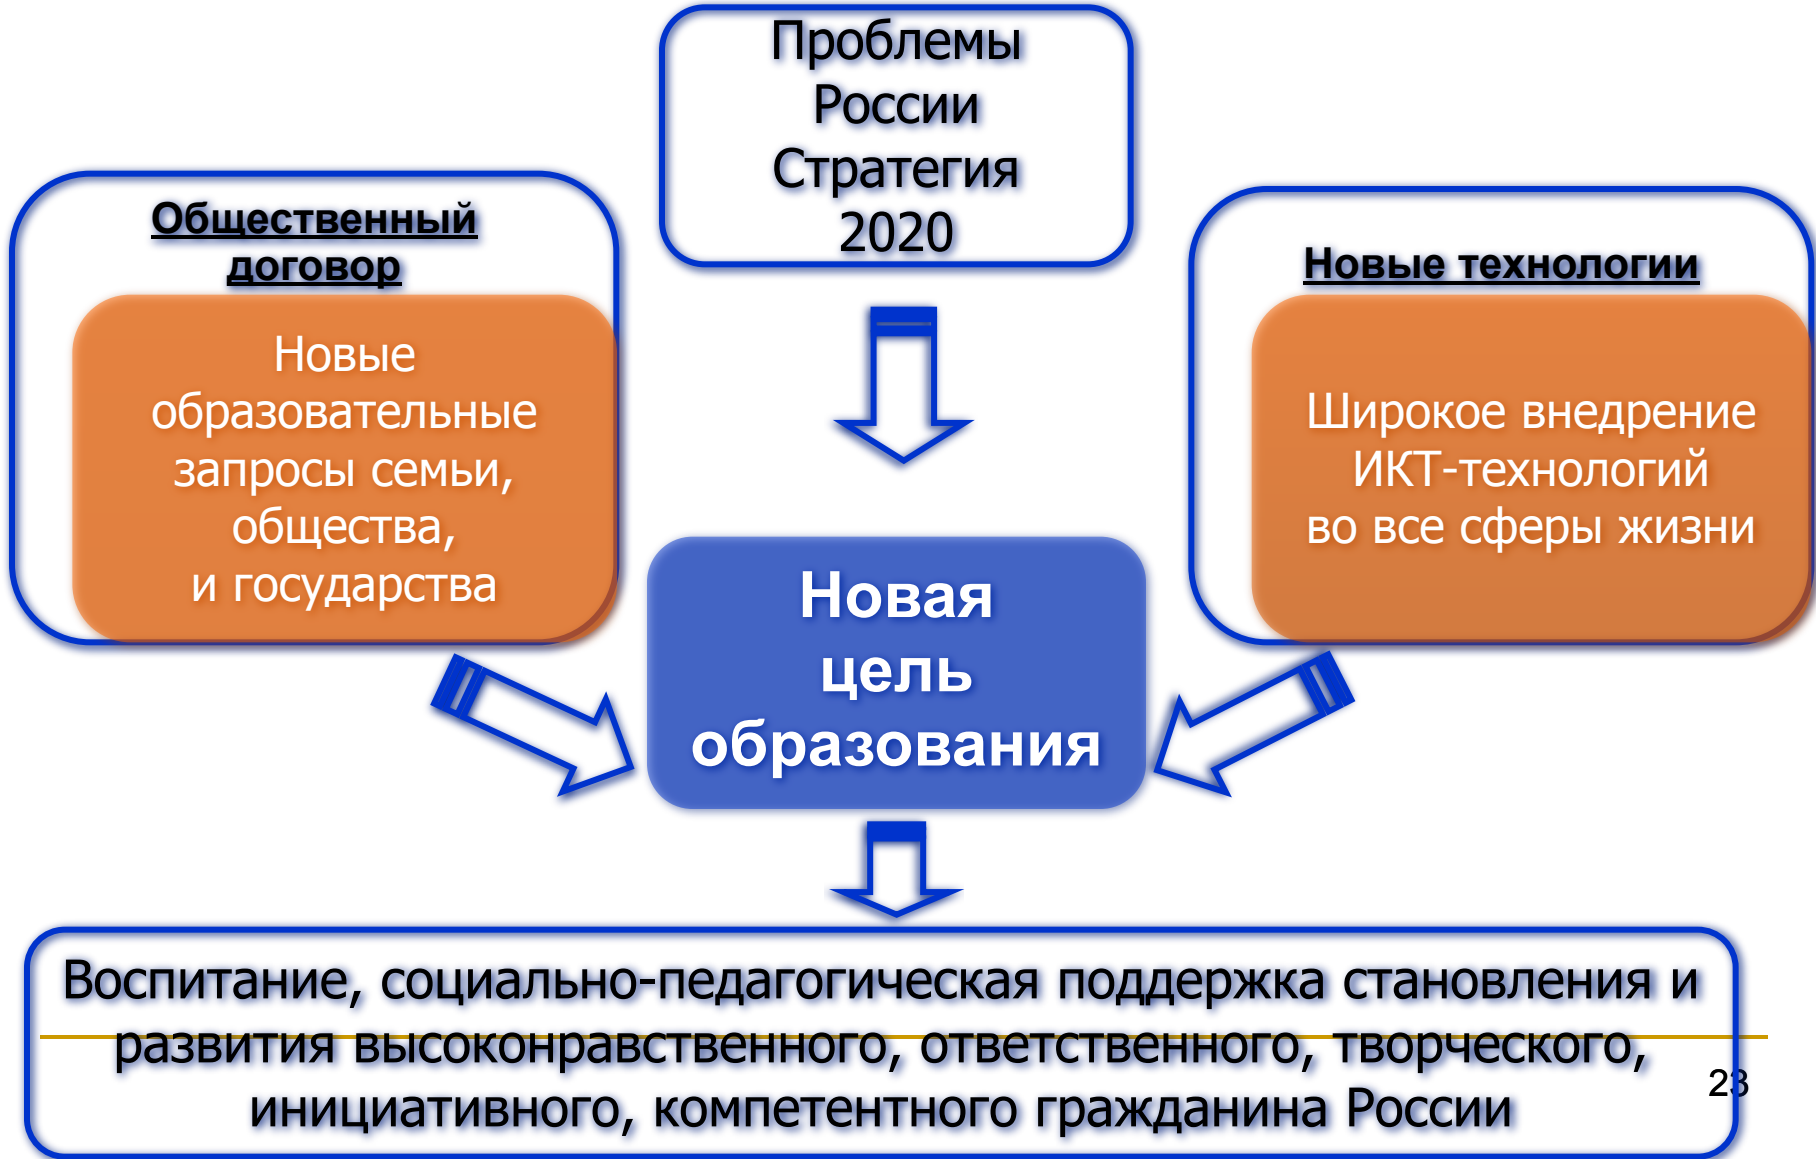 Проблемы
России
Стратегия
2020
Общественный
договор
Новые
образовательные
запросы семьи,
общества,
и государства
Новые технологии
Широкое внедрение
ИКТ-технологий
во все сферы жизни
Новая
цель
образования
Воспитание, социально-педагогическая поддержка становления и
развития высоконравственного, ответственного, творческого,
инициативного, компетентного гражданина России
23